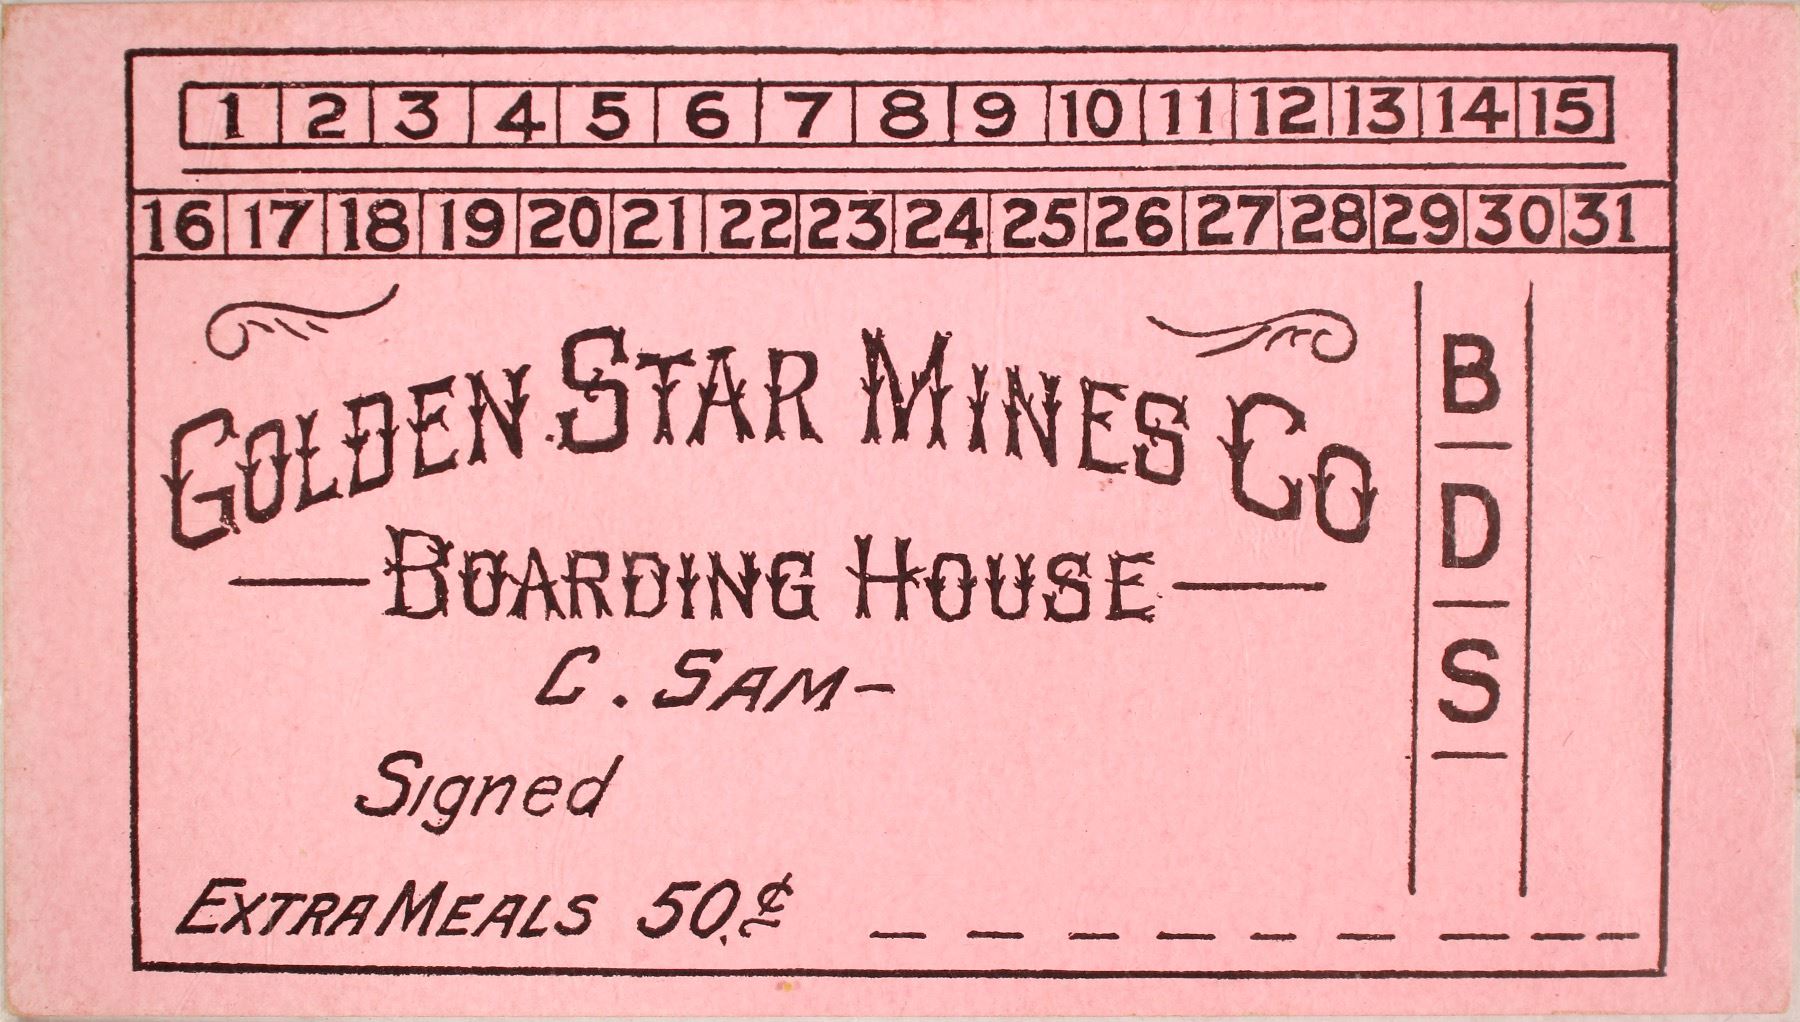 1 2 3 4 5 6 7 8 9 10 11 12 13 14 15
16 17 18 19 20 21 22 23 24 25 26 27 28 29 30 31
GOLDEN STAR MINES CO
BOARDING HOUSE
C. SAM-
Signed
EXTRA MEALS 50.¢
B
D
S